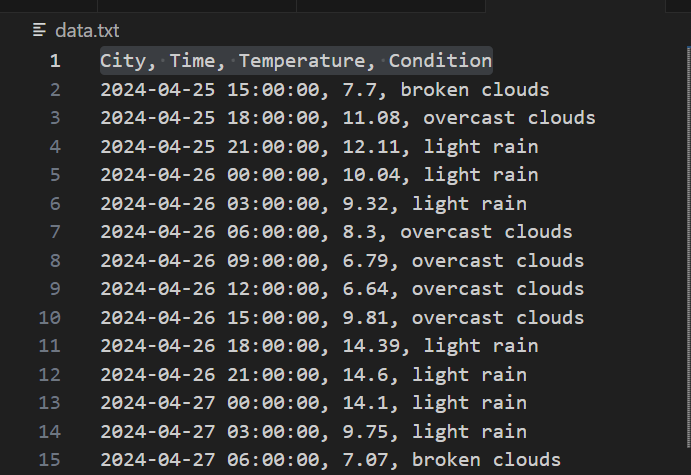 data.txt
1 City, Time, Temperature, Condition
2 2024-04-25 15:00:00, 7.7, broken clouds
3 2024-04-25 18:00:00, 11.08, overcast clouds
4 2024-04-25 21:00:00, 12.11, light rain
5 2024-04-26 00:00:00, 10.04, light rain
6 2024-04-26 03:00:00, 9.32, light rain
7 2024-04-26 06:00:00, 8.3, overcast clouds
8 2024-04-26 09:00:00, 6.79, overcast clouds
9 2024-04-26 12:00:00, 6.64, overcast clouds
10 2024-04-26 15:00:00, 9.81, overcast clouds
11 2024-04-26 18:00:00, 14.39, light rain
12 2024-04-26 21:00:00, 14.6, light rain
13 2024-04-27 00:00:00, 14.1, light rain
14 2024-04-27 03:00:00, 9.75, light rain
15 2024-04-27 06:00:00, 7.07, broken clouds